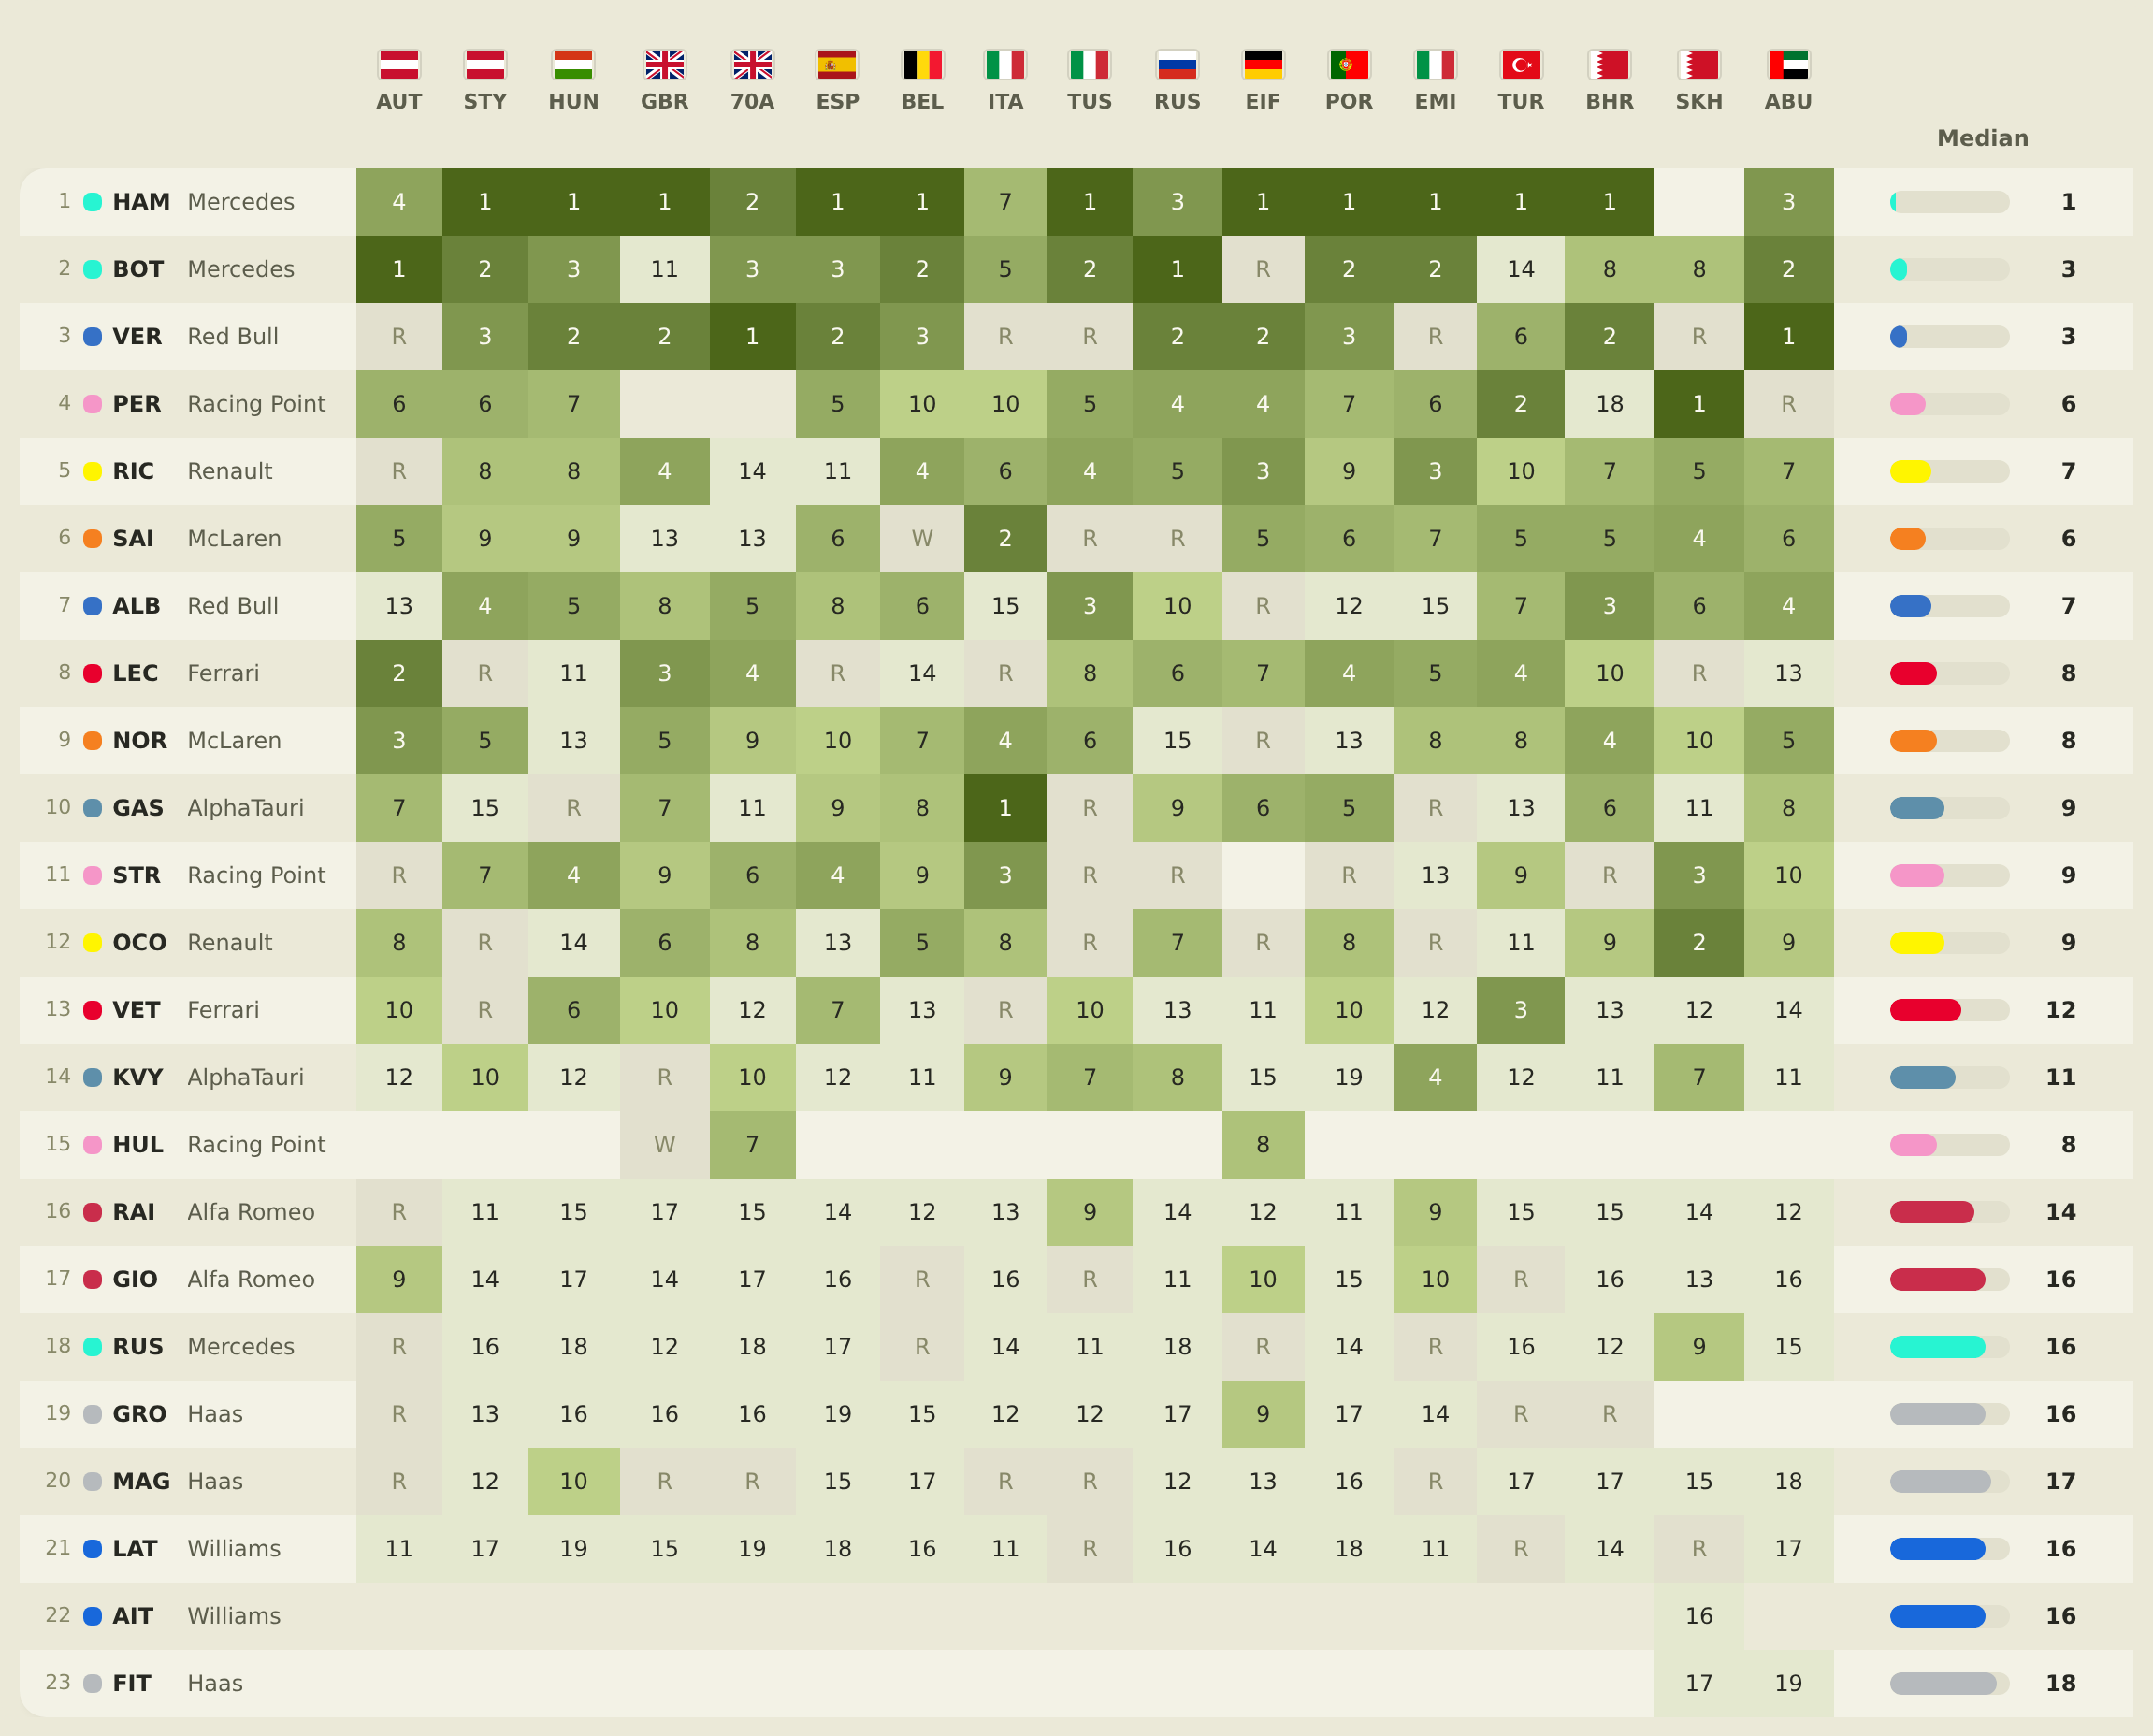 AUT STY HUN GBR 70A ESP BEL ITA TUS RUS EIF POR EMI TUR BHR SKH ABU
Median
1 HAM Mercedes 4 1 1 1 2 1 1 7 1 3 1 1 1 1 1 3 1
2 BOT Mercedes 1 2 3 11 3 3 2 5 2 1 R 2 2 14 8 8 2 3
3 VER Red Bull R 3 2 2 1 2 3 R R 2 2 3 R 6 2 R 1 3
4 PER Racing Point 6 6 7 5 10 10 5 4 4 7 6 2 18 1 R 6
5 RIC Renault R 8 8 4 14 11 4 6 4 5 3 9 3 10 7 5 7 7
6 SAI McLaren 5 9 9 13 13 6 W 2 R R 5 6 7 5 5 4 6 6
7 ALB Red Bull 13 4 5 8 5 8 6 15 3 10 R 12 15 7 3 6 4 7
8 LEC Ferrari 2 R 11 3 4 R 14 R 8 6 7 4 5 4 10 R 13 8
9 NOR McLaren 3 5 13 5 9 10 7 4 6 15 R 13 8 8 4 10 5 8
10 GAS AlphaTauri 7 15 R 7 11 9 8 1 R 9 6 5 R 13 6 11 8 9
11 STR Racing Point R 7 4 9 6 4 9 3 R R R 13 9 R 3 10 9
12 OCO Renault 8 R 14 6 8 13 5 8 R 7 R 8 R 11 9 2 9 9
13 VET Ferrari 10 R 6 10 12 7 13 R 10 13 11 10 12 3 13 12 14 12
14 KVY AlphaTauri 12 10 12 R 10 12 11 9 7 8 15 19 4 12 11 7 11 11
15 HUL Racing Point W 7 8 8
16 RAI Alfa Romeo R 11 15 17 15 14 12 13 9 14 12 11 9 15 15 14 12 14
17 GIO Alfa Romeo 9 14 17 14 17 16 R 16 R 11 10 15 10 R 16 13 16 16
18 RUS Mercedes R 16 18 12 18 17 R 14 11 18 R 14 R 16 12 9 15 16
19 GRO Haas R 13 16 16 16 19 15 12 12 17 9 17 14 R R 16
20 MAG Haas R 12 10 R R 15 17 R R 12 13 16 R 17 17 15 18 17
21 LAT Williams 11 17 19 15 19 18 16 11 R 16 14 18 11 R 14 R 17 16
22 AIT Williams 16 16
23 FIT Haas 17 19 18